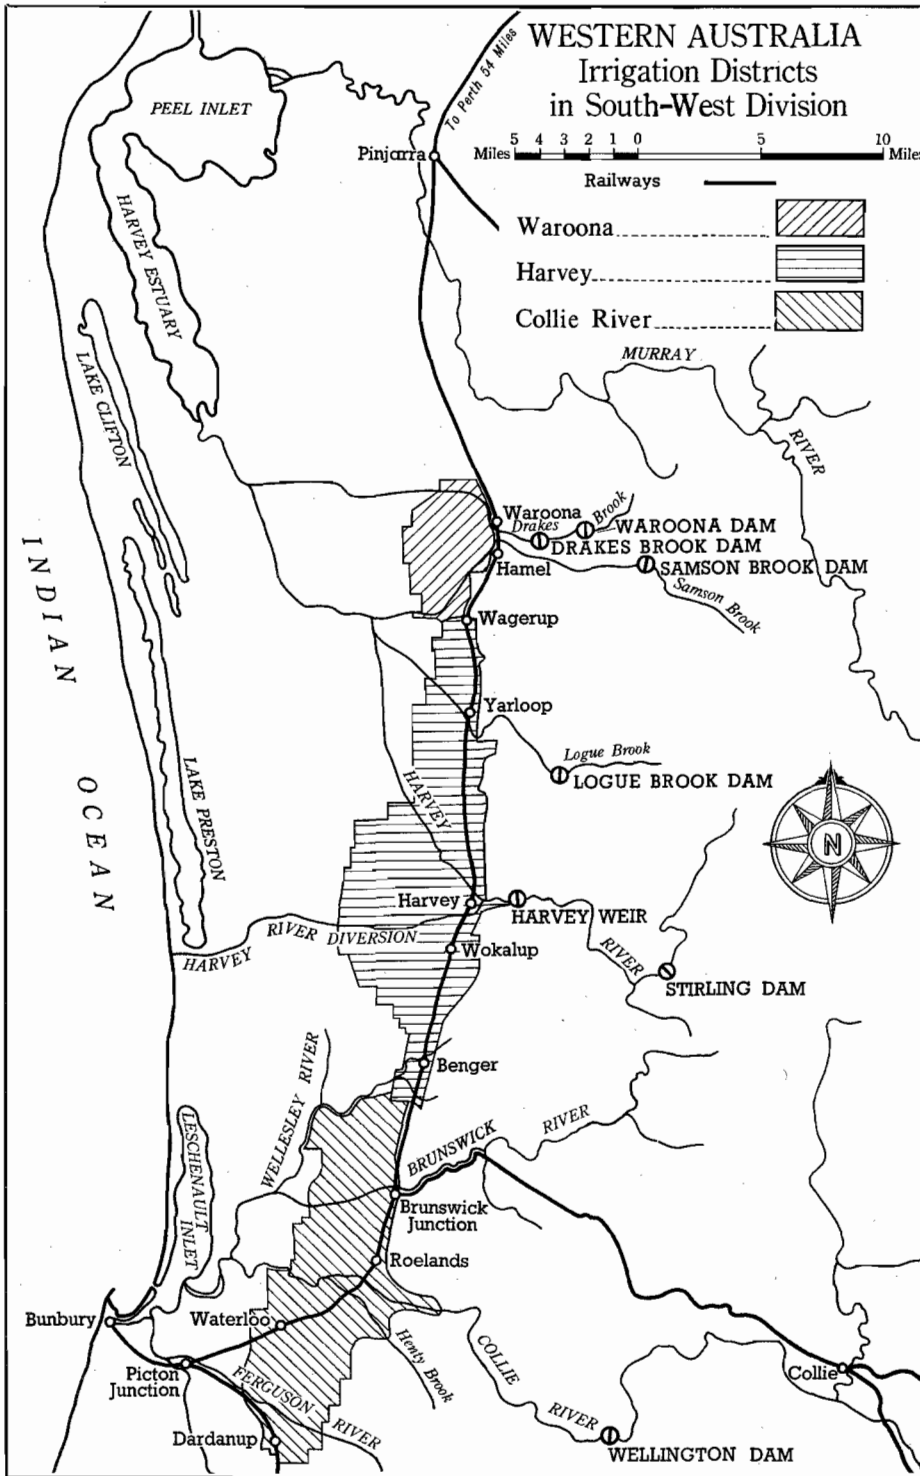 WESTERN AUSTRALIA
Irrigation Districts
in South-West Division
To Perth 54 Miles
5 4 3 2 1 0 5 10
Miles Miles
Railways
Waroona
Harvey
Collie River
PEEL INLET
Pinjarra
HARVEY ESTUARY
LAKE CLIFTON
MURRAY
RIVER
Waroona
Drakes
Brook
WAROONA DAM
DRAKES BROOK DAM
Hamel
SAMSON BROOK DAM
Samson Brook
Wagerup
INDIAN
OCEAN
Yarloop
Logue Brook
LOGUE BROOK DAM
LAKE PRESTON
HARVEY
N
Harvey
HARVEY WEIR
HARVEY
RIVER DIVERSION
Wokalup
RIVER
STIRLING DAM
Benger
WELLESLEY RIVER
LESCHENAULT
INLET
BRUNSWICK
RIVER
Brunswick
Junction
Roelands
Bunbury
Waterloo
Picton
Junction
FERGUSON
RIVER
Henty Brook
COLLIE
RIVER
Collie
Dardanup
WELLINGTON DAM